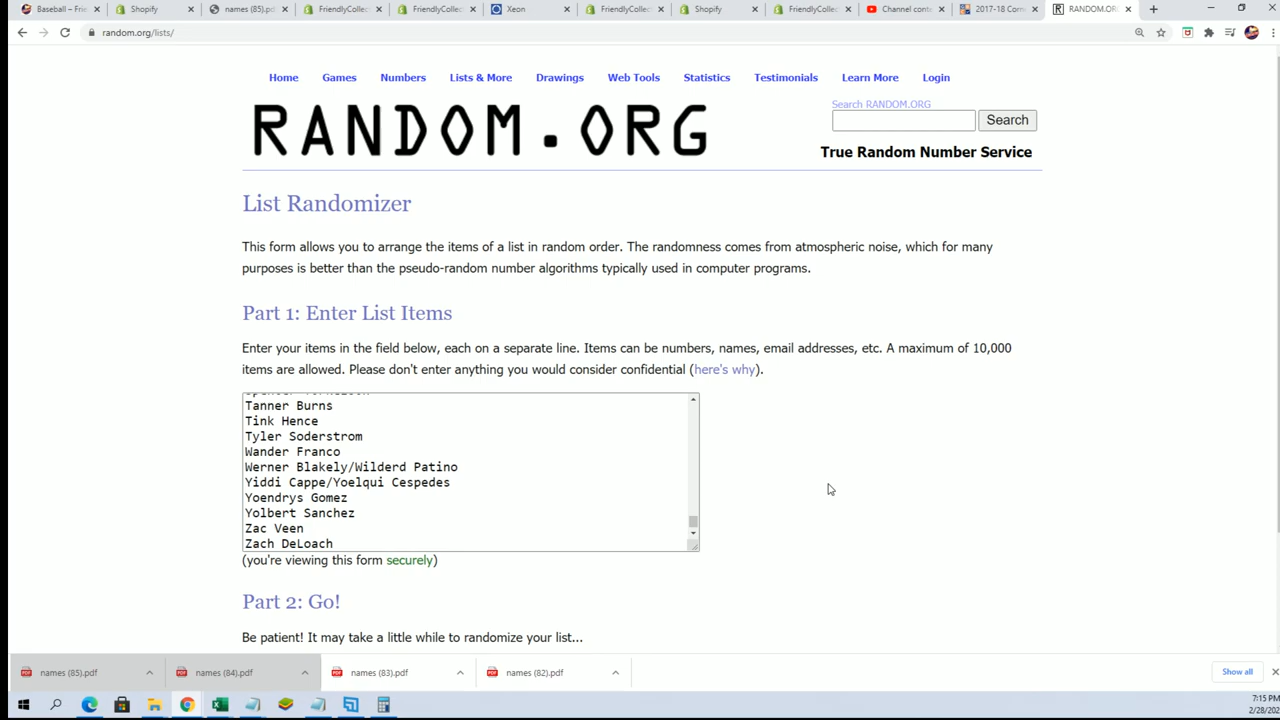 Baseball – Frie
Shopify
names (85).pdf
FriendlyCollec
FriendlyCollec
Xeon
FriendlyCollec
Shopify
FriendlyCollec
Channel conte
2017-18 Corne
RANDOM.OR
random.org/lists/
Home
Games
Numbers
Lists & More
Drawings
Web Tools
Statistics
Testimonials
Learn More
Login
RANDOM.ORG
Search RANDOM.ORG
Search
True Random Number Service
List Randomizer
This form allows you to arrange the items of a list in random order. The randomness comes from atmospheric noise, which for many
purposes is better than the pseudo-random number algorithms typically used in computer programs.
Part 1: Enter List Items
Enter your items in the field below, each on a separate line. Items can be numbers, names, email addresses, etc. A maximum of 10,000
items are allowed. Please don't enter anything you would consider confidential (here's why).
Tanner Burns
Tink Hence
Tyler Soderstrom
Wander Franco
Werner Blakely/Wilderd Patino
Yiddi Cappe/Yoelqui Cespedes
Yoendrys Gomez
Yolbert Sanchez
Zac Veen
Zach DeLoach
(you're viewing this form securely)
Part 2: Go!
Be patient! It may take a little while to randomize your list...
names (85).pdf
names (84).pdf
names (83).pdf
names (82).pdf
Show all
7:15 PM
2/28/202